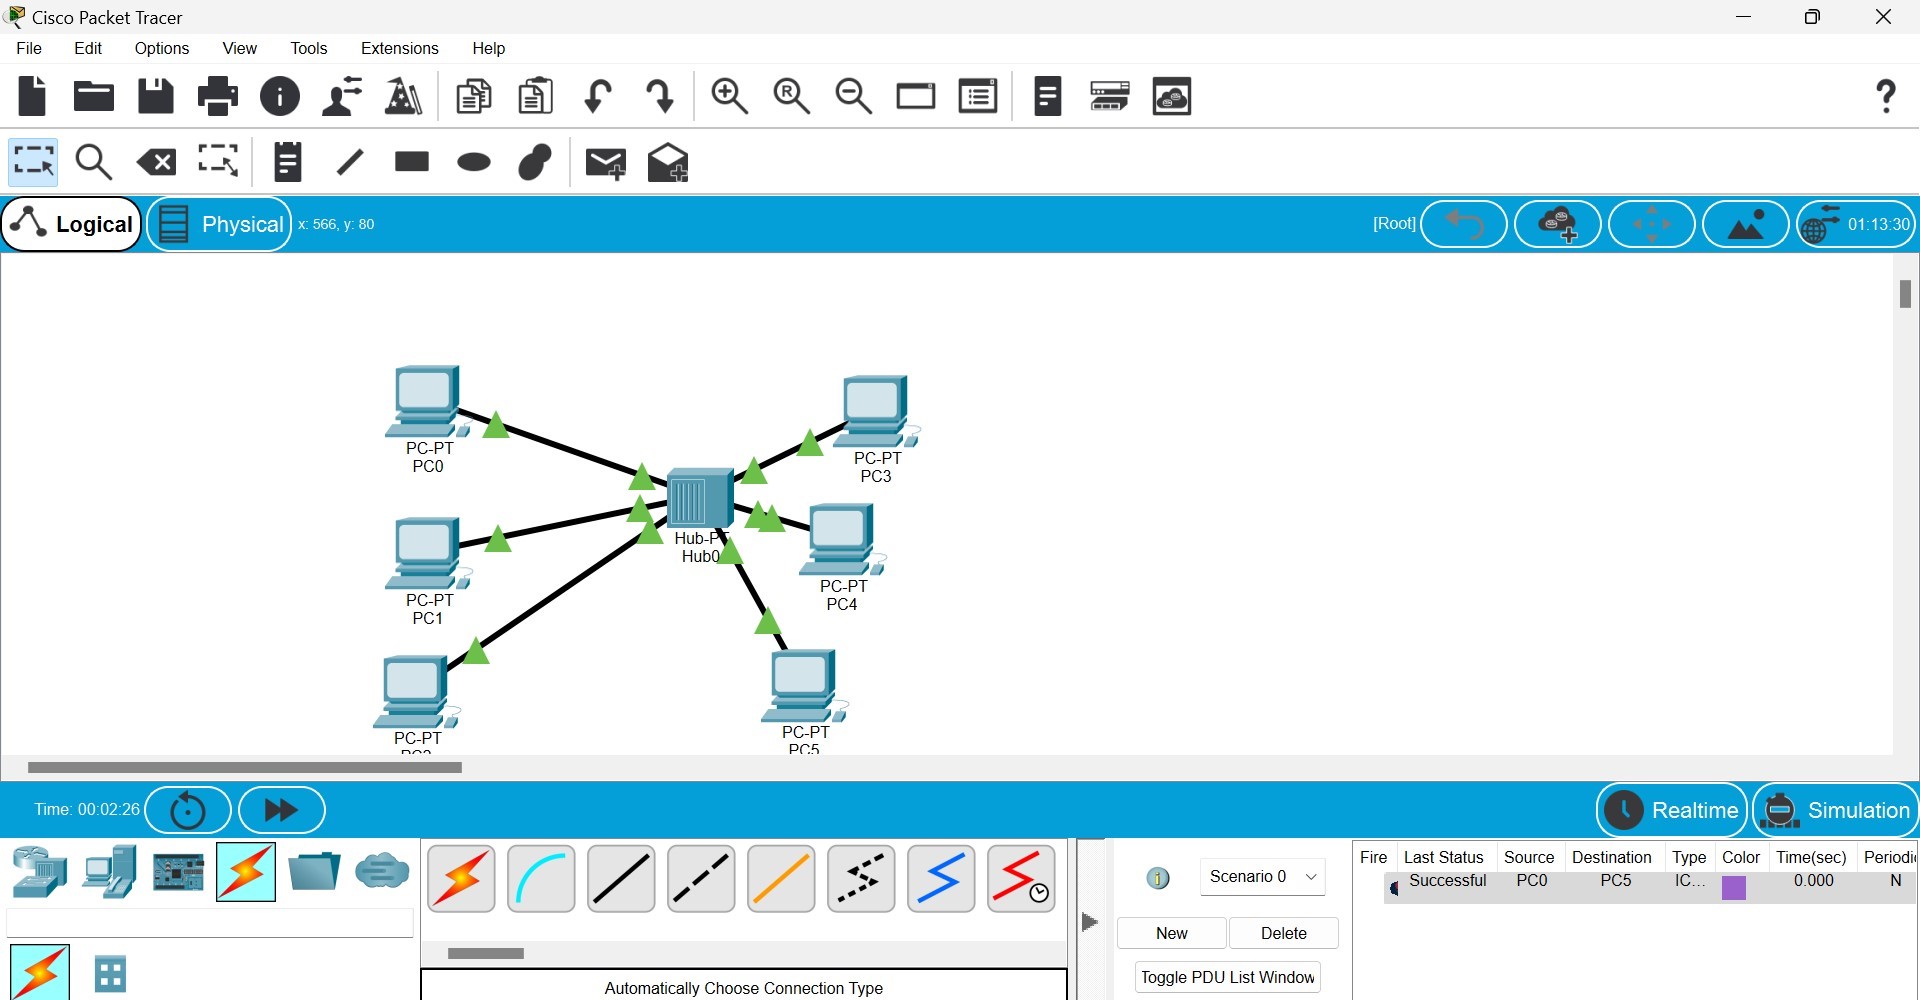 Cisco Packet Tracer
File Edit Options View Tools Extensions Help
R
?
Logical Physical x: 566, y: 80 [Root] 01:13:30
PC-PT
PC0
PC-PT
PC3
Hub-PT
Hub0
PC-PT
PC4
PC-PT
PC1
PC-PT
PC5
PC-PT
Time: 00:02:26 Realtime Simulation
Fire Last Status Source Destination Type Color Time(sec) Periodic
Successful PC0 PC5 IC... 0.000 N
Scenario 0
New Delete
Toggle PDU List Window
Automatically Choose Connection Type